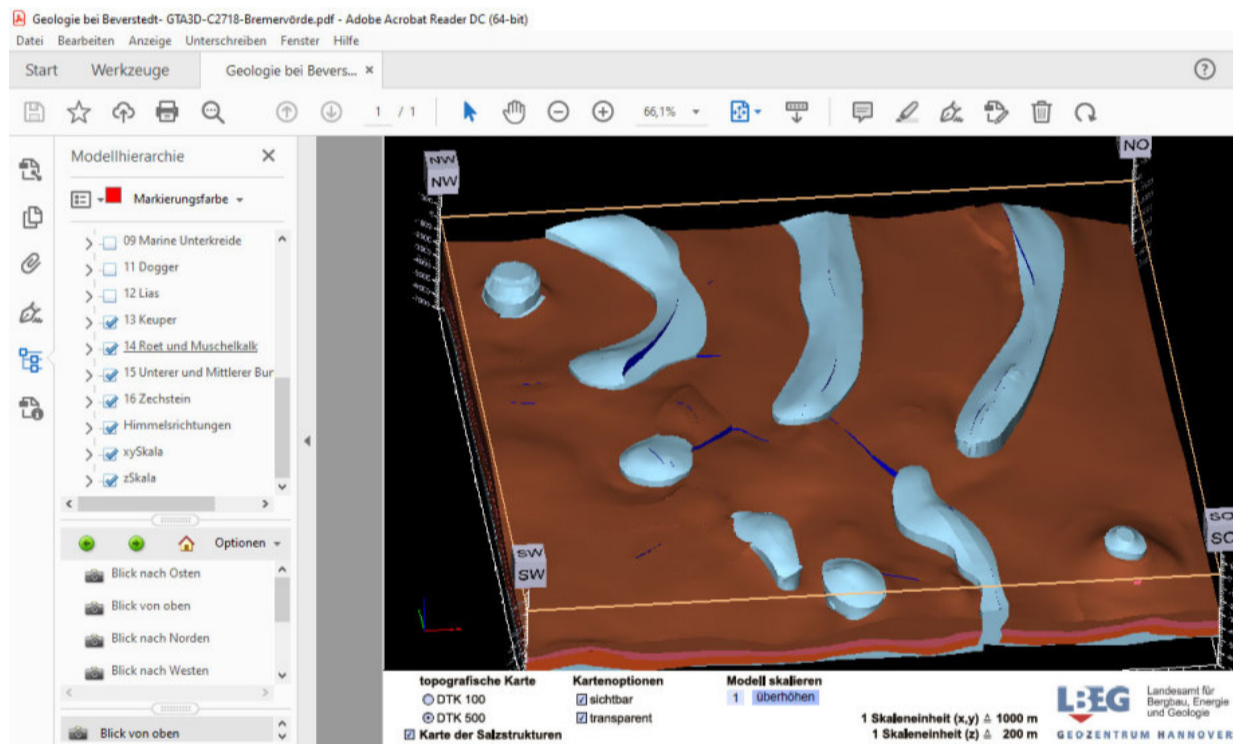 Geologie bei Beverstedt- GTA3D-C2718-Bremervörde.pdf - Adobe Acrobat Reader DC (64-bit)
Datei Bearbeiten Anzeige Unterschreiben Fenster Hilfe
Start Werkzeuge Geologie bei Bevers... ×
1 / 1 66,1%
Modellhierarchie
Markierungsfarbe
09 Marine Unterkreide
11 Dogger
12 Lias
13 Keuper
14 Roet und Muschelkalk
15 Unterer und Mittlerer Bun
16 Zechstein
Himmelsrichtungen
xySkala
zSkala
Optionen
Blick nach Osten
Blick von oben
Blick nach Norden
Blick nach Westen
Blick von oben
NW
NW
NO
SW
SW
SO
SO
topografische Karte Kartenoptionen Modell skalieren
DTK 100 sichtbar 1 überhöhen
DTK 500 transparent
Karte der Salzstrukturen
1 Skaleneinheit (x,y) ≙ 1000 m
1 Skaleneinheit (z) ≙ 200 m
LBEG
Landesamt für
Bergbau, Energie
und Geologie
GEOZENTRUM HANNOVER